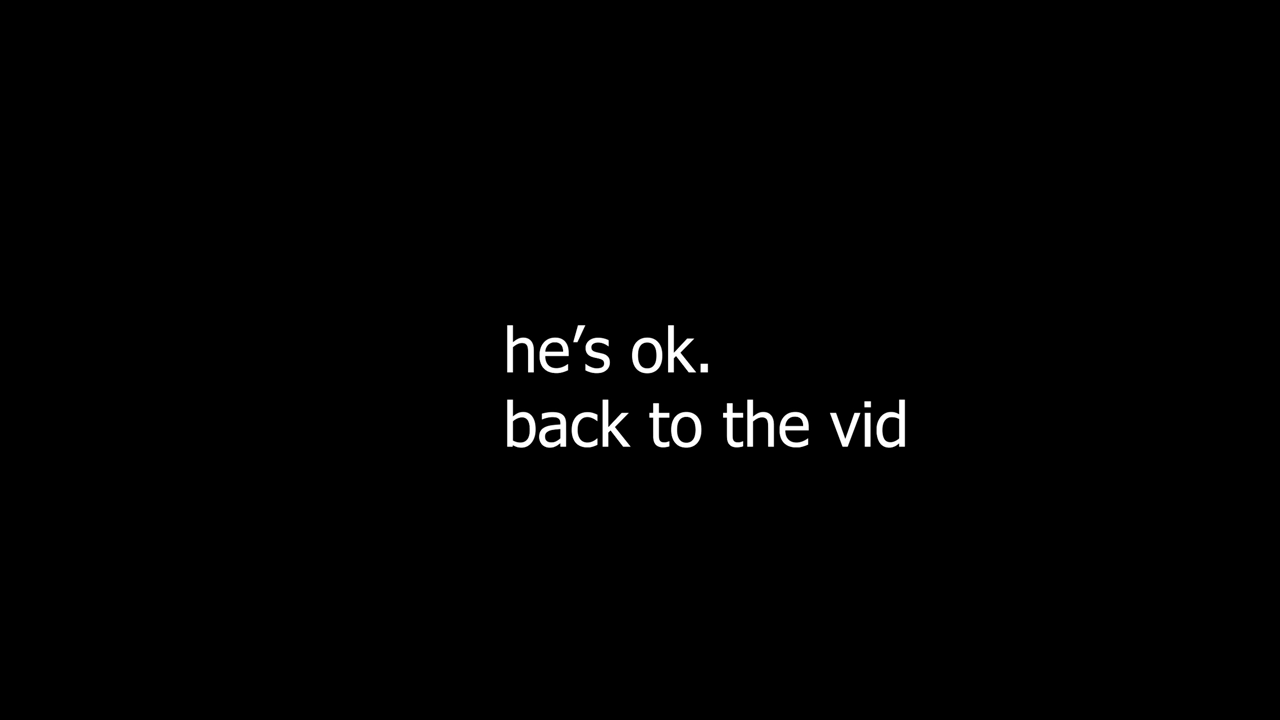 he’s ok.
back to the vid